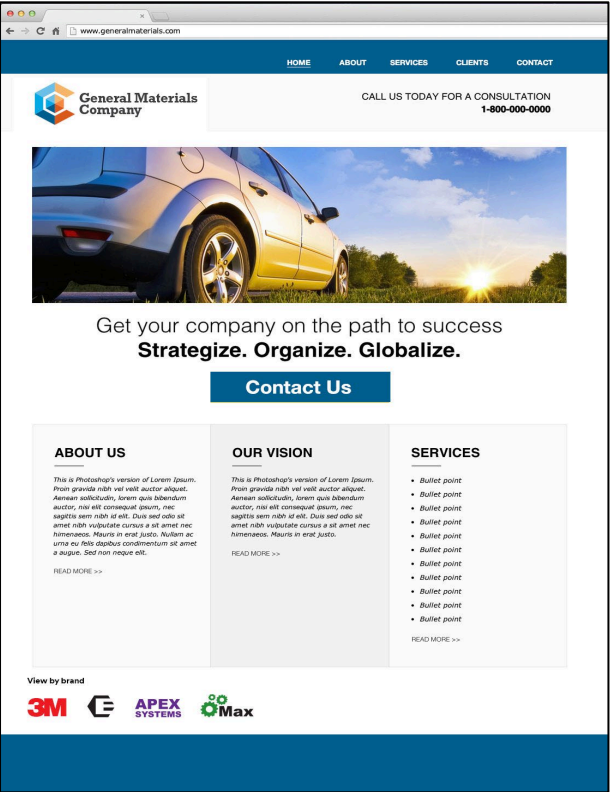 www.generalmaterials.com
HOME ABOUT SERVICES CLIENTS CONTACT
General Materials
Company
CALL US TODAY FOR A CONSULTATION
1-800-000-0000
Get your company on the path to success
Strategize. Organize. Globalize.
Contact Us
ABOUT US
This is Photoshop's version of Lorem Ipsum.
Proin gravida nibh vel velit auctor aliquet.
Aenean sollicitudin, lorem quis bibendum
auctor, nisi elit consequat ipsum, nec
sagittis sem nibh id elit. Duis sed odio sit
amet nibh vulputate cursus a sit amet nec
himenaeos. Mauris in erat justo. Nullam ac
urna eu felis dapibus condimentum sit amet
a augue. Sed non neque elit.
READ MORE >>
OUR VISION
This is Photoshop's version of Lorem Ipsum.
Proin gravida nibh vel velit auctor aliquet.
Aenean sollicitudin, lorem quis bibendum
auctor, nisi elit consequat ipsum, nec
sagittis sem nibh id elit. Duis sed odio sit
amet nibh vulputate cursus a sit amet nec
himenaeos. Mauris in erat justo.
READ MORE >>
SERVICES
• Bullet point
• Bullet point
• Bullet point
• Bullet point
• Bullet point
• Bullet point
• Bullet point
• Bullet point
• Bullet point
• Bullet point
• Bullet point
READ MORE >>
View by brand
3M
APEX
SYSTEMS
Max